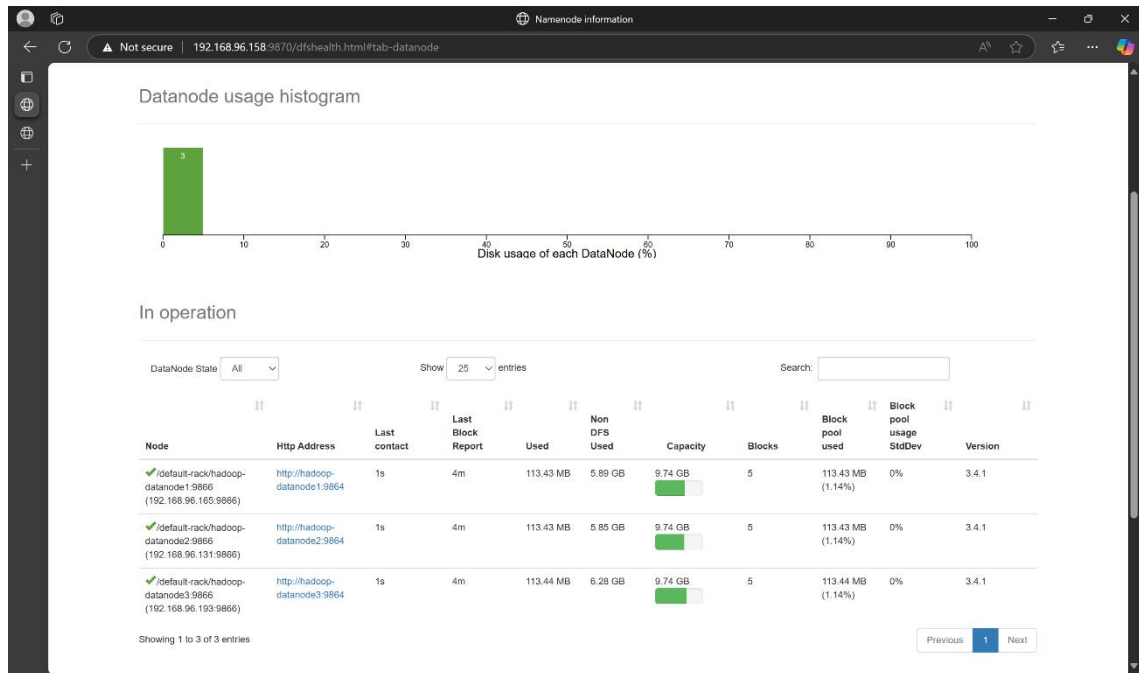 Namenode information
Not secure | 192.168.96.158:9870/dfshealth.html#tab-datanode
Datanode usage histogram
3
0 10 20 30 40 50 60 70 80 90 100
Disk usage of each DataNode (%)
In operation
DataNode State All Show 25 entries Search:
Node Http Address Last contact Last Block Report Used Non DFS Used Capacity Blocks Block pool used Block pool usage StdDev Version
/default-rack/hadoop- http://hadoop- 1s 4m 113.43 MB 5.89 GB 9.74 GB 5 113.43 MB 0% 3.4.1
datanode1:9866 datanode1:9864 (1.14%)
(192.168.96.165:9866)
/default-rack/hadoop- http://hadoop- 1s 4m 113.43 MB 5.85 GB 9.74 GB 5 113.43 MB 0% 3.4.1
datanode2:9866 datanode2:9864 (1.14%)
(192.168.96.131:9866)
/default-rack/hadoop- http://hadoop- 1s 4m 113.44 MB 6.28 GB 9.74 GB 5 113.44 MB 0% 3.4.1
datanode3:9866 datanode3:9864 (1.14%)
(192.168.96.193:9866)
Showing 1 to 3 of 3 entries Previous 1 Next